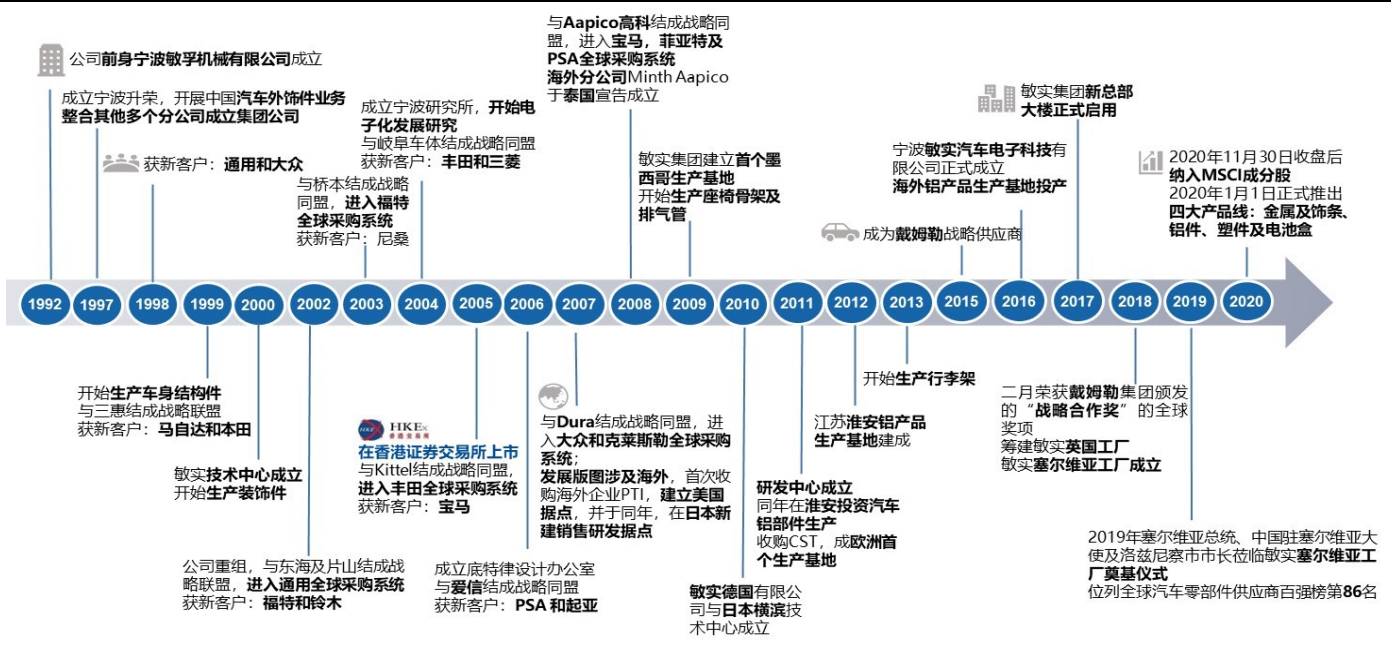 公司前身宁波敏孚机械有限公司成立
成立宁波升荣，开展中国汽车外饰件业务
整合其他多个分公司成立集团公司
获新客户：通用和大众
与桥本结成战略
同盟，进入福特
全球采购系统
获新客户：尼桑
成立宁波研究所，开始电
子化发展研究
与岐阜车体结成战略同盟
获新客户：丰田和三菱
与Aapico高科结成战略同
盟，进入宝马，菲亚特及
PSA全球采购系统
海外分公司Minth Aapico
于泰国宣告成立
敏实集团建立首个墨
西哥生产基地
开始生产座椅骨架及
排气管
成为戴姆勒战略供应商
宁波敏实汽车电子科技有
限公司正式成立
海外铝产品生产基地投产
敏实集团新总部
大楼正式启用
2020年11月30日收盘后
纳入MSCI成分股
2020年1月1日正式推出
四大产品线：金属及饰条、
铝件、塑件及电池盒
1992 1997 1998 1999 2000 2002 2003 2004 2005 2006 2007 2008 2009 2010 2011 2012 2013 2015 2016 2017 2018 2019 2020
开始生产车身结构件
与三惠结成战略联盟
获新客户：马自达和本田
敏实技术中心成立
开始生产装饰件
公司重组，与东海及片山结成战
略联盟，进入通用全球采购系统
获新客户：福特和铃木
HKEx
香港交易所
在香港证券交易所上市
与Kittel结成战略同盟，
进入丰田全球采购系统
获新客户：宝马
成立底特律设计办公室
与爱信结成战略同盟
获新客户：PSA 和起亚
与Dura结成战略同盟，进
入大众和克莱斯勒全球采购
系统；
发展版图涉及海外，首次收
购海外企业PTI，建立美国
据点，并于同年，在日本新
建销售研发据点
敏实德国有限公
司与日本横滨技
术中心成立
研发中心成立
同年在淮安投资汽车
铝部件生产
收购CST，成欧洲首
个生产基地
江苏淮安铝产品
生产基地建成
开始生产行李架
二月荣获戴姆勒集团颁发
的“战略合作奖”的全球
奖项
筹建敏实英国工厂
敏实塞尔维亚工厂成立
2019年塞尔维亚总统、中国驻塞尔维亚大
使及洛兹尼察市市长莅临敏实塞尔维亚工
厂奠基仪式
位列全球汽车零部件供应商百强榜第86名